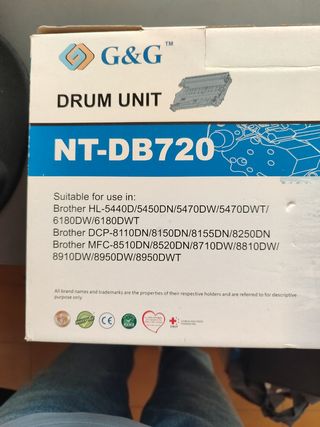 G&G™
DRUM UNIT
NT-DB720
Suitable for use in:
Brother HL-5440D/5450DN/5470DW/5470DWT/
6180DW/6180DWT
Brother DCP-8110DN/8150DN/8155DN/8250DN
Brother MFC-8510DN/8520DN/8710DW/8810DW/
8910DW/8950DW/8950DWT
All brand names and trademarks are the properties of their respective holders and are referred to for descriptive
purpose only.